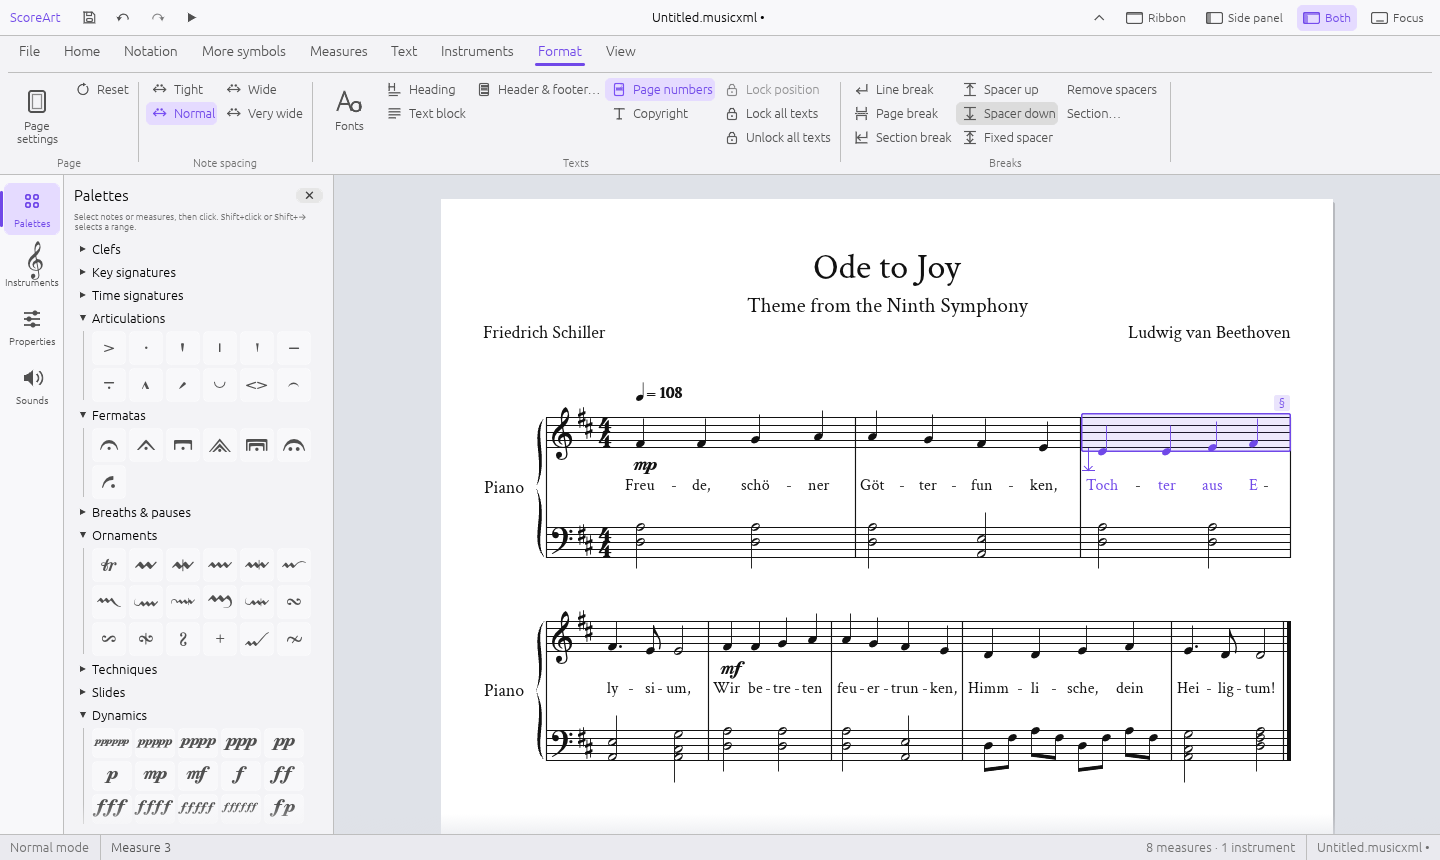 ScoreArt
Untitled.musicxml •
Ribbon
Side panel
Both
Focus
File
Home
Notation
More symbols
Measures
Text
Instruments
Format
View
Page settings
Reset
Page
Tight
Wide
Normal
Very wide
Note spacing
Fonts
Heading
Text block
Header & footer...
Page numbers
Copyright
Lock position
Lock all texts
Unlock all texts
Texts
Line break
Page break
Section break
Spacer up
Spacer down
Fixed spacer
Remove spacers
Section...
Breaks
Palettes
Instruments
Properties
Sounds
Palettes
Select notes or measures, then click. Shift+click or Shift+→
selects a range.
Clefs
Key signatures
Time signatures
Articulations
Fermatas
Breaths & pauses
Ornaments
tr
Techniques
Slides
Dynamics
pppppp ppppp pppp ppp pp
p mp mf f ff
fff ffff fffff ffffff fp
Ode to Joy
Theme from the Ninth Symphony
Friedrich Schiller
Ludwig van Beethoven
= 108
§
4 4
mp
Piano
Freu - de, schö - ner Göt - ter - fun - ken, Toch - ter aus E -
4 4
mf
Piano
ly - si - um, Wir be - tre - ten feu - er - trun - ken, Himm - li - sche, dein Hei - lig - tum!
Normal mode
Measure 3
8 measures · 1 instrument
Untitled.musicxml •